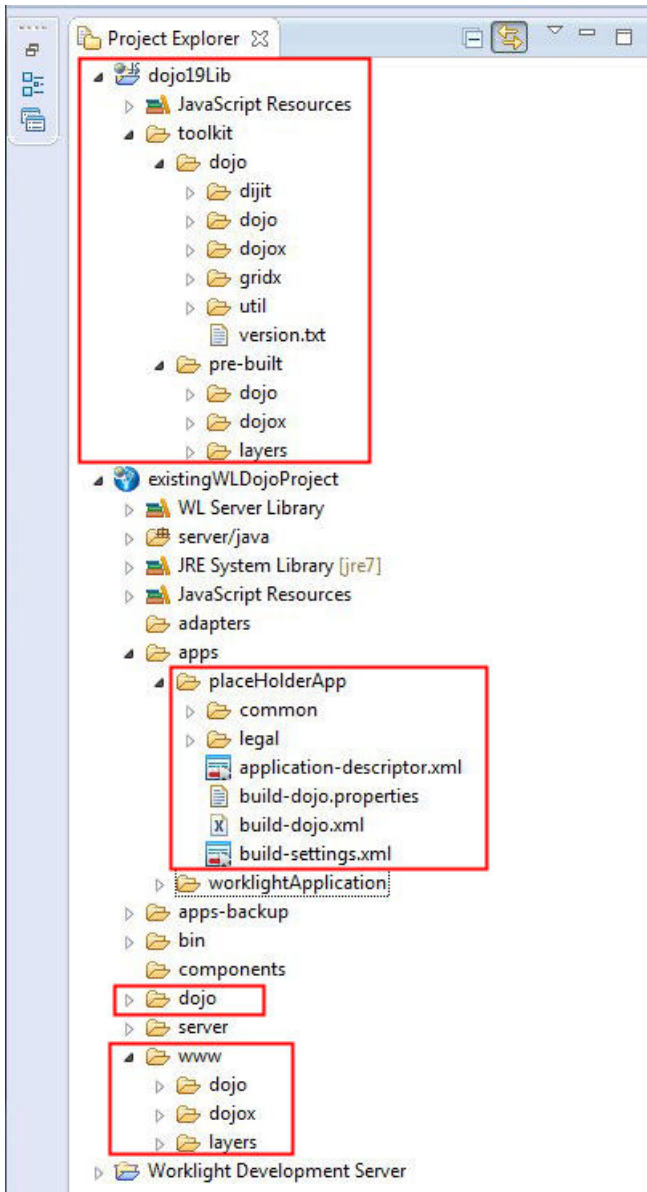 Project Explorer
dojo19Lib
JavaScript Resources
toolkit
dojo
dijit
dojo
dojox
gridx
util
version.txt
pre-built
dojo
dojox
layers
existingWLDojoProject
WL Server Library
server/java
JRE System Library [jre7]
JavaScript Resources
adapters
apps
placeHolderApp
common
legal
application-descriptor.xml
build-dojo.properties
build-dojo.xml
build-settings.xml
worklightApplication
apps-backup
bin
components
dojo
server
www
dojo
dojox
layers
Worklight Development Server